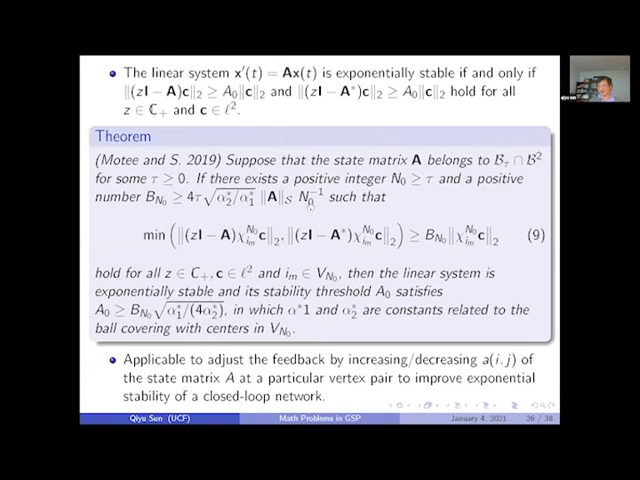 The linear system x′(t) = Ax(t) is exponentially stable if and only if
‖(zI − A)c‖₂ ≥ A₀‖c‖₂ and ‖(zI − A*)c‖₂ ≥ A₀‖c‖₂ hold for all
z ∈ ℂ₊ and c ∈ ℓ².
Theorem
(Motee and S. 2019) Suppose that the state matrix A belongs to 𝓑_τ ∩ 𝓑²
for some τ ≥ 0. If there exists a positive integer N₀ ≥ τ and a positive
number B_{N₀} ≥ 4τ√(α₂*/α₁*) ‖A‖_𝒮 N₀⁻¹ such that
min (‖(zI − A)χ_{i_m}^{N₀}c‖₂, ‖(zI − A*)χ_{i_m}^{N₀}c‖₂) ≥ B_{N₀}‖χ_{i_m}^{N₀}c‖₂ (9)
hold for all z ∈ ℂ₊, c ∈ ℓ² and i_m ∈ V_{N₀}, then the linear system is
exponentially stable and its stability threshold A₀ satisfies
A₀ ≥ B_{N₀}√(α₁*/(4α₂*)), in which α*1 and α₂* are constants related to the
ball covering with centers in V_{N₀}.
Applicable to adjust the feedback by increasing/decreasing a(i, j) of
the state matrix A at a particular vertex pair to improve exponential
stability of a closed-loop network.
Qiyu Sun (UCF) Math Problems in GSP January 4, 2021 26 / 38
qiyu sun